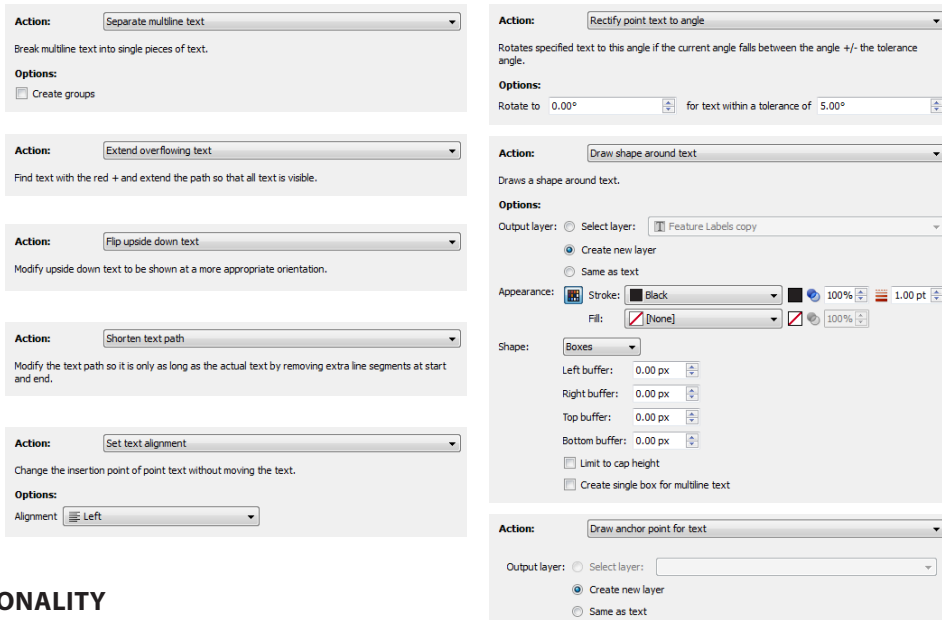 Action: Separate multiline text
Break multiline text into single pieces of text.
Options:
Create groups
Action: Extend overflowing text
Find text with the red + and extend the path so that all text is visible.
Action: Flip upside down text
Modify upside down text to be shown at a more appropriate orientation.
Action: Shorten text path
Modify the text path so it is only as long as the actual text by removing extra line segments at start
and end.
Action: Set text alignment
Change the insertion point of point text without moving the text.
Options:
Alignment Left
ONALITY
Action: Rectify point text to angle
Rotates specified text to this angle if the current angle falls between the angle +/- the tolerance
angle.
Options:
Rotate to 0.00° for text within a tolerance of 5.00°
Action: Draw shape around text
Draws a shape around text.
Options:
Output layer: Select layer: T Feature Labels copy
Create new layer
Same as text
Appearance: Stroke: Black 100% 1.00 pt
Fill: [None] 100%
Shape: Boxes
Left buffer: 0.00 px
Right buffer: 0.00 px
Top buffer: 0.00 px
Bottom buffer: 0.00 px
Limit to cap height
Create single box for multiline text
Action: Draw anchor point for text
Output layer: Select layer:
Create new layer
Same as text